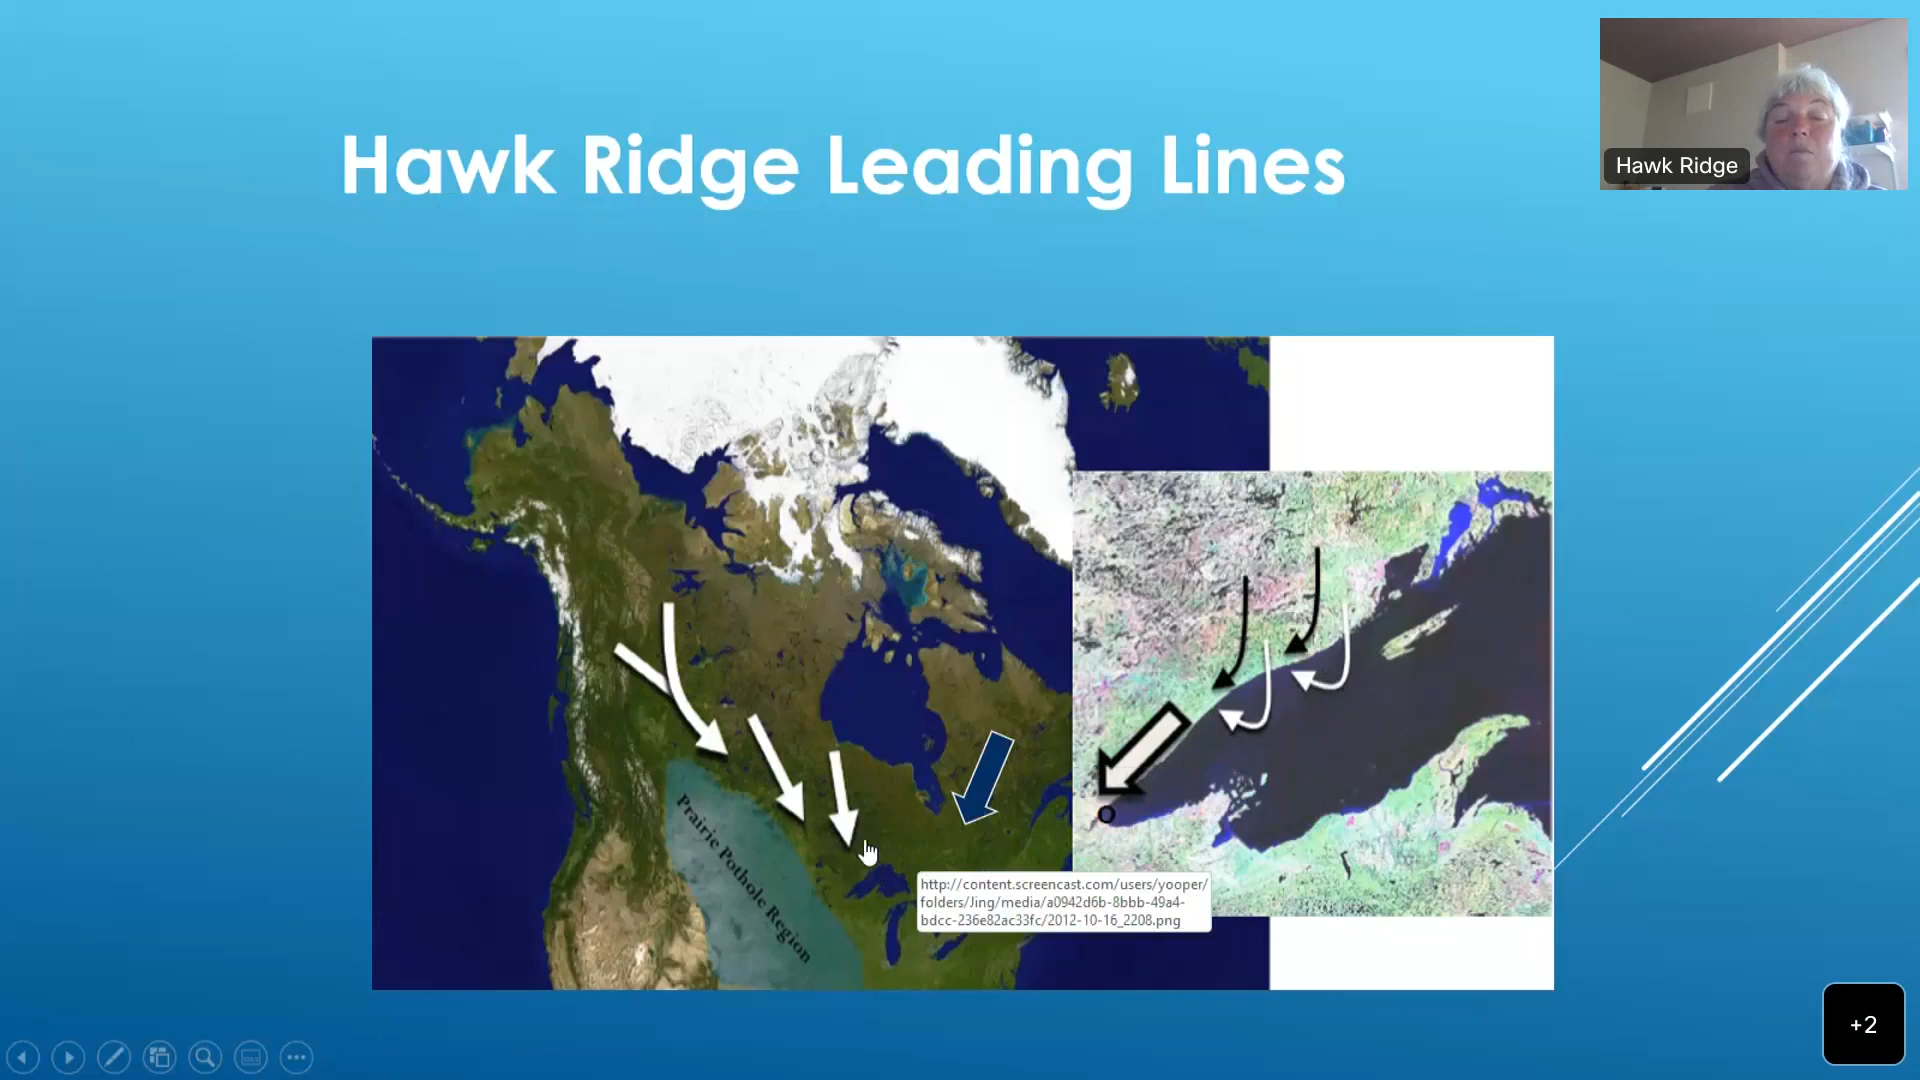 Hawk Ridge Leading Lines
Hawk Ridge
Prairie Pothole Region
O
http://content.screencast.com/users/yooper/
folders/Jing/media/a0942d6b-8bbb-49a4-
bdcc-236e82ac33fc/2012-10-16_2208.png
+2